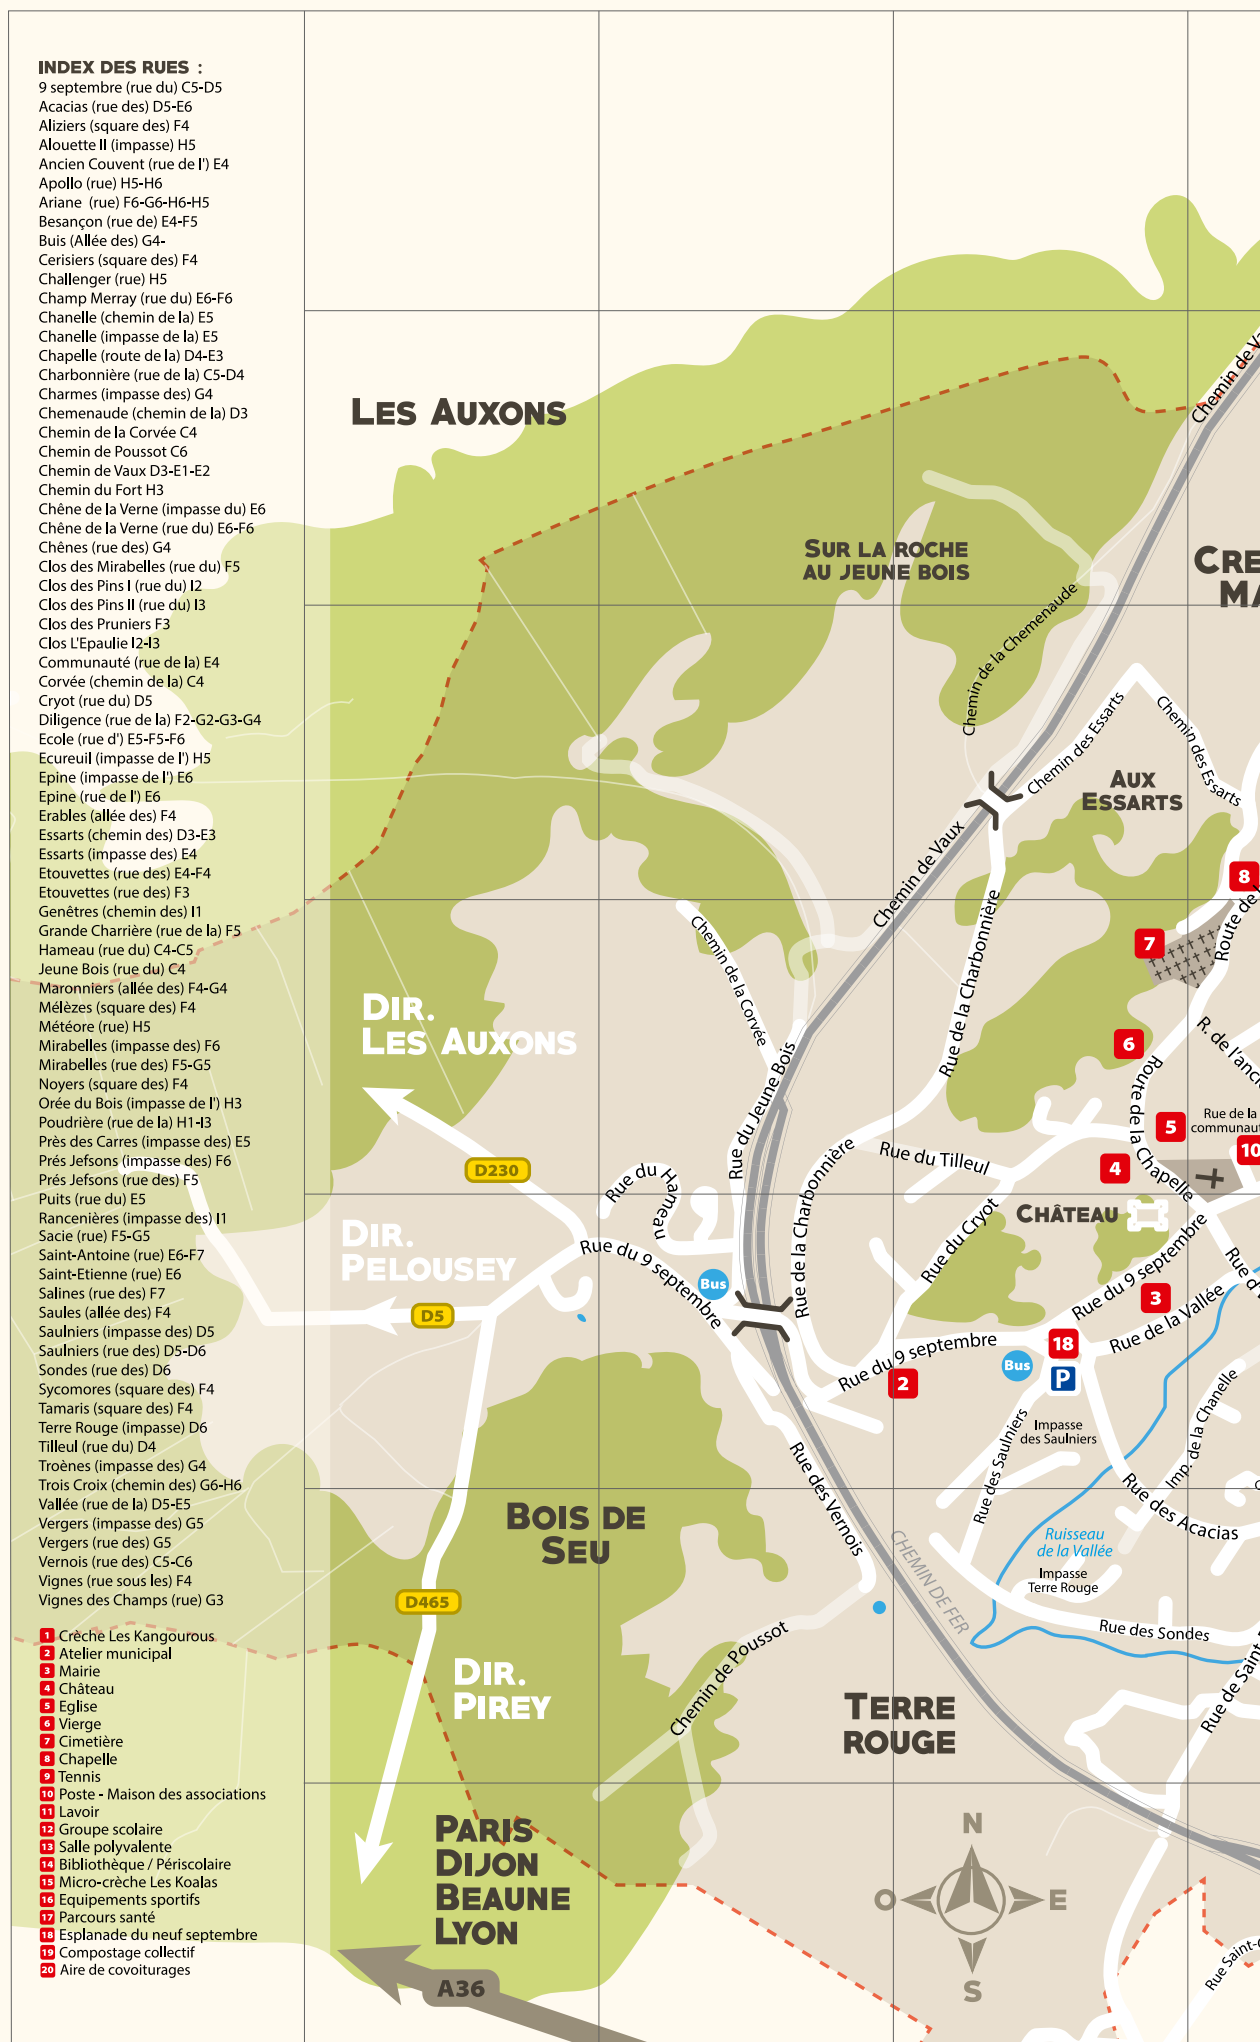 INDEX DES RUES :
9 septembre (rue du) C5-D5
Acacias (rue des) D5-E6
Aliziers (square des) F4
Alouette II (impasse) H5
Ancien Couvent (rue de l') E4
Apollo (rue) H5-H6
Ariane (rue) F6-G6-H6-H5
Besançon (rue de) E4-F5
Buis (Allée des) G4-
Cerisiers (square des) F4
Challenger (rue) H5
Champ Merray (rue du) E6-F6
Chanelle (chemin de la) E5
Chanelle (impasse de la) E5
Chapelle (route de la) D4-E3
Charbonnière (rue de la) C5-D4
Charmes (impasse des) G4
Chemenaude (chemin de la) D3
Chemin de la Corvée C4
Chemin de Poussot C6
Chemin de Vaux D3-E1-E2
Chemin du Fort H3
Chêne de la Verne (impasse du) E6
Chêne de la Verne (rue du) E6-F6
Chênes (rue des) G4
Clos des Mirabelles (rue du) F5
Clos des Pins I (rue du) I2
Clos des Pins II (rue du) I3
Clos des Pruniers F3
Clos L'Epaulie I2-I3
Communauté (rue de la) E4
Corvée (chemin de la) C4
Cryot (rue du) D5
Diligence (rue de la) F2-G2-G3-G4
Ecole (rue d') E5-F5-F6
Ecureuil (impasse de l') H5
Epine (impasse de l') E6
Epine (rue de l') E6
Erables (allée des) F4
Essarts (chemin des) D3-E3
Essarts (impasse des) E4
Etouvettes (rue des) E4-F4
Etouvettes (rue des) F3
Genêtres (chemin des) I1
Grande Charrière (rue de la) F5
Hameau (rue du) C4-C5
Jeune Bois (rue du) C4
Maronniers (allée des) F4-G4
Mélèzes (square des) F4
Météore (rue) H5
Mirabelles (impasse des) F6
Mirabelles (rue des) F5-G5
Noyers (square des) F4
Orée du Bois (impasse de l') H3
Poudrière (rue de la) H1-I3
Près des Carres (impasse des) E5
Prés Jefsons (impasse des) F6
Prés Jefsons (rue des) F5
Puits (rue du) E5
Rancenières (impasse des) I1
Sacie (rue) F5-G5
Saint-Antoine (rue) E6-F7
Saint-Etienne (rue) E6
Salines (rue des) F7
Saules (allée des) F4
Saulniers (impasse des) D5
Saulniers (rue des) D5-D6
Sondes (rue des) D6
Sycomores (square des) F4
Tamaris (square des) F4
Terre Rouge (impasse) D6
Tilleul (rue du) D4
Troènes (impasse des) G4
Trois Croix (chemin des) G6-H6
Vallée (rue de la) D5-E5
Vergers (impasse des) G5
Vergers (rue des) G5
Vernois (rue des) C5-C6
Vignes (rue sous les) F4
Vignes des Champs (rue) G3
1 Crèche Les Kangourous
2 Atelier municipal
3 Mairie
4 Château
5 Eglise
6 Vierge
7 Cimetière
8 Chapelle
9 Tennis
10 Poste - Maison des associations
11 Lavoir
12 Groupe scolaire
13 Salle polyvalente
14 Bibliothèque / Périscolaire
15 Micro-crèche Les Koalas
16 Equipements sportifs
17 Parcours santé
18 Esplanade du neuf septembre
19 Compostage collectif
20 Aire de covoiturages
LES AUXONS
Chemin de Va
SUR LA ROCHE
AU JEUNE BOIS
CRE
MA
Chemin de la Chemenaude
Chemin des Essarts
Chemin des Essarts
AUX
ESSARTS
Chemin de Vaux
8
7
Route de
Chemin de la Corvée
Rue de la Charbonnière
DIR.
LES AUXONS
6
R. de l'anci
Rue du Jeune Bois
Route de la Chapelle
5
Rue de la
communaut
10
4
D230
Rue du Tilleul
Rue du Hameau
Rue de la Charbonnière
CHÂTEAU
DIR.
PELOUSEY
Rue du 9 septembre
Rue du Cryot
Rue du 9 septembre
Rue d
Bus
D5
3
Rue de la Vallée
18
Bus
P
Rue du 9 septembre
2
Impasse
des Saulniers
Imp. de la Chanelle
Rue des Saulniers
Rue des Vernois
Rue des Acacias
BOIS DE
SEU
CHEMIN DE FER
Ruisseau
de la Vallée
Impasse
Terre Rouge
D465
Rue des Sondes
Chemin de Poussot
DIR.
PIREY
Rue de Saint-
TERRE
ROUGE
PARIS
DIJON
BEAUNE
LYON
N
O
E
S
A36
Rue Saint-